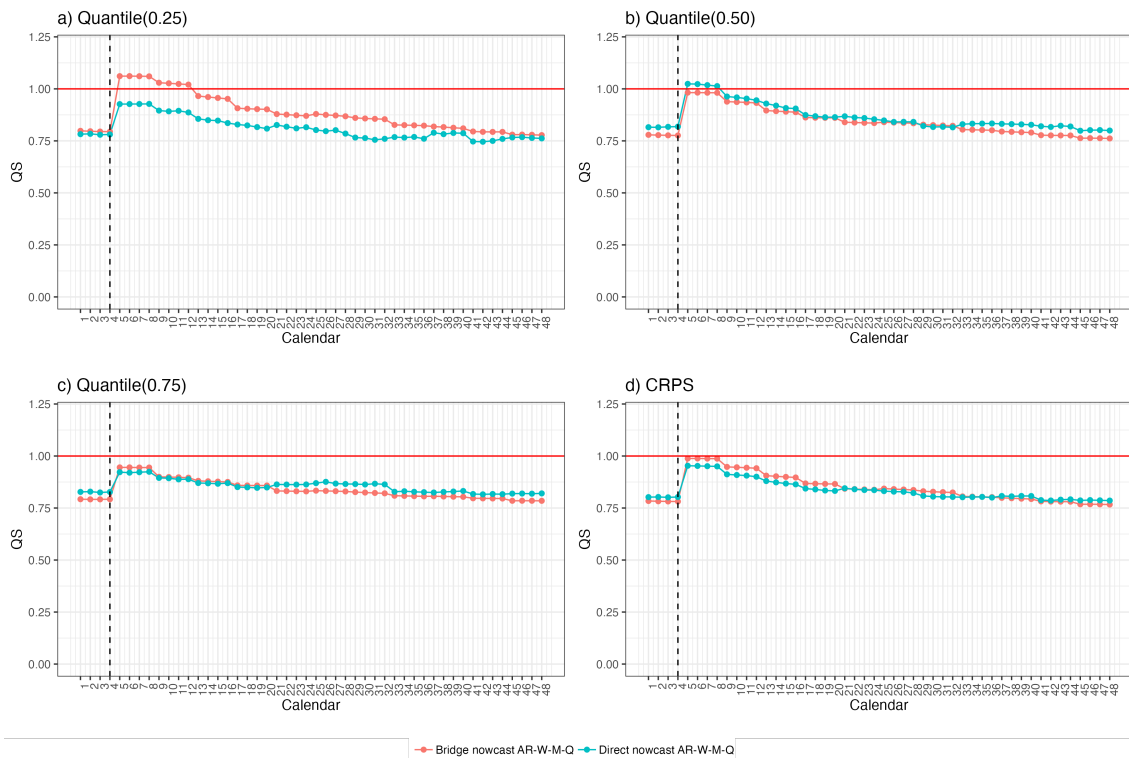 a) Quantile(0.25)
1.25
1.00
0.75
0.50
0.25
0.00
QS
1 2 3 4 5 6 7 8 9 10 11 12 13 14 15 16 17 18 19 20 21 22 23 24 25 26 27 28 29 30 31 32 33 34 35 36 37 38 39 40 41 42 43 44 45 46 47 48
Calendar
b) Quantile(0.50)
1.25
1.00
0.75
0.50
0.25
0.00
QS
1 2 3 4 5 6 7 8 9 10 11 12 13 14 15 16 17 18 19 20 21 22 23 24 25 26 27 28 29 30 31 32 33 34 35 36 37 38 39 40 41 42 43 44 45 46 47 48
Calendar
c) Quantile(0.75)
1.25
1.00
0.75
0.50
0.25
0.00
QS
1 2 3 4 5 6 7 8 9 10 11 12 13 14 15 16 17 18 19 20 21 22 23 24 25 26 27 28 29 30 31 32 33 34 35 36 37 38 39 40 41 42 43 44 45 46 47 48
Calendar
d) CRPS
1.25
1.00
0.75
0.50
0.25
0.00
QS
1 2 3 4 5 6 7 8 9 10 11 12 13 14 15 16 17 18 19 20 21 22 23 24 25 26 27 28 29 30 31 32 33 34 35 36 37 38 39 40 41 42 43 44 45 46 47 48
Calendar
Bridge nowcast AR-W-M-Q Direct nowcast AR-W-M-Q